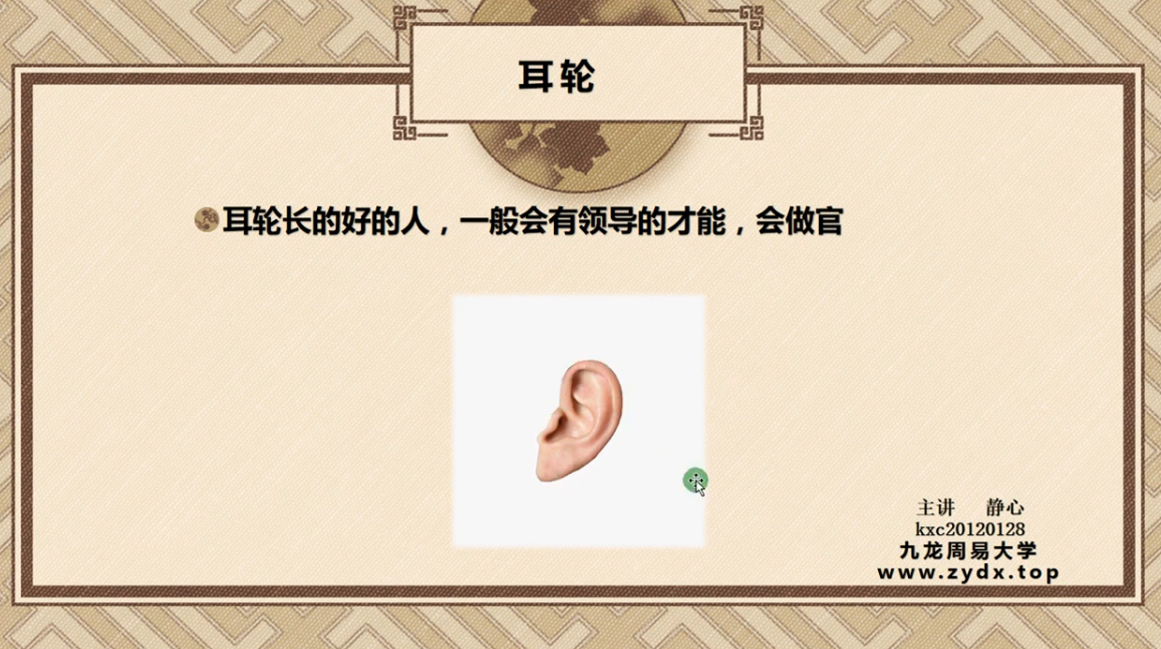 耳轮
耳轮长的好的人，一般会有领导的才能，会做官
主讲 静心
kxc20120128
九龙周易大学
www.zydx.top